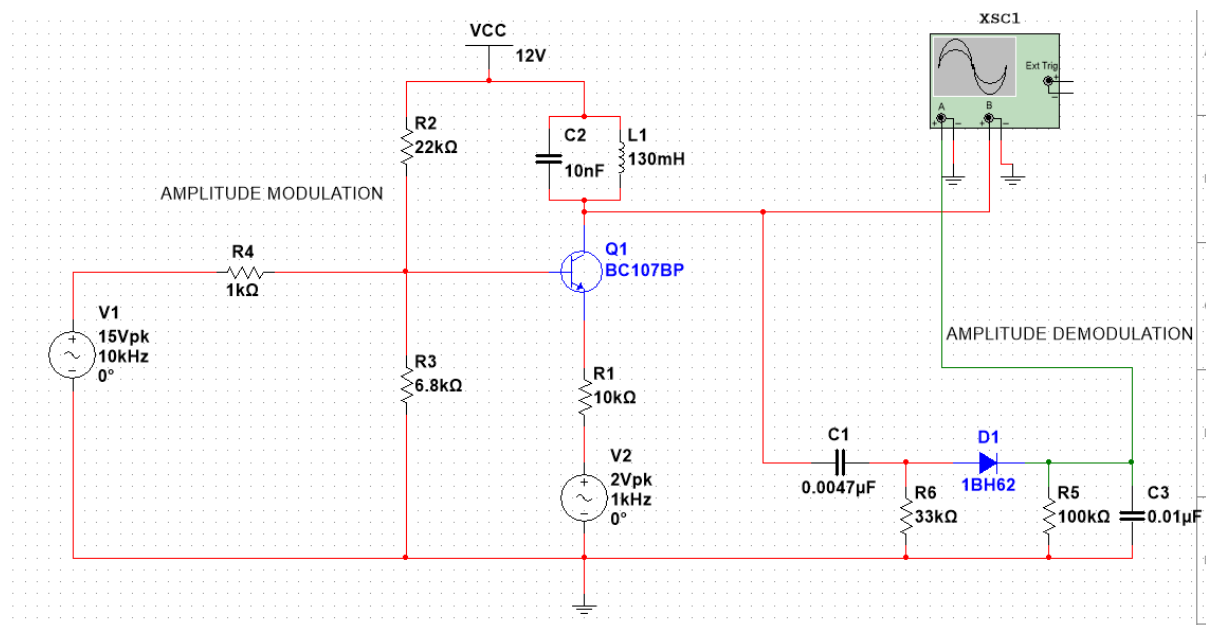 XSC1
VCC
12V
Ext Trig
+
−
A
B
+ − + −
R2
22kΩ
C2
10nF
L1
130mH
AMPLITUDE MODULATION
R4
1kΩ
Q1
BC107BP
V1
15Vpk
10kHz
0°
R3
6.8kΩ
AMPLITUDE DEMODULATION
R1
10kΩ
V2
2Vpk
1kHz
0°
C1
0.0047µF
D1
1BH62
R6
33kΩ
R5
100kΩ
C3
0.01µF